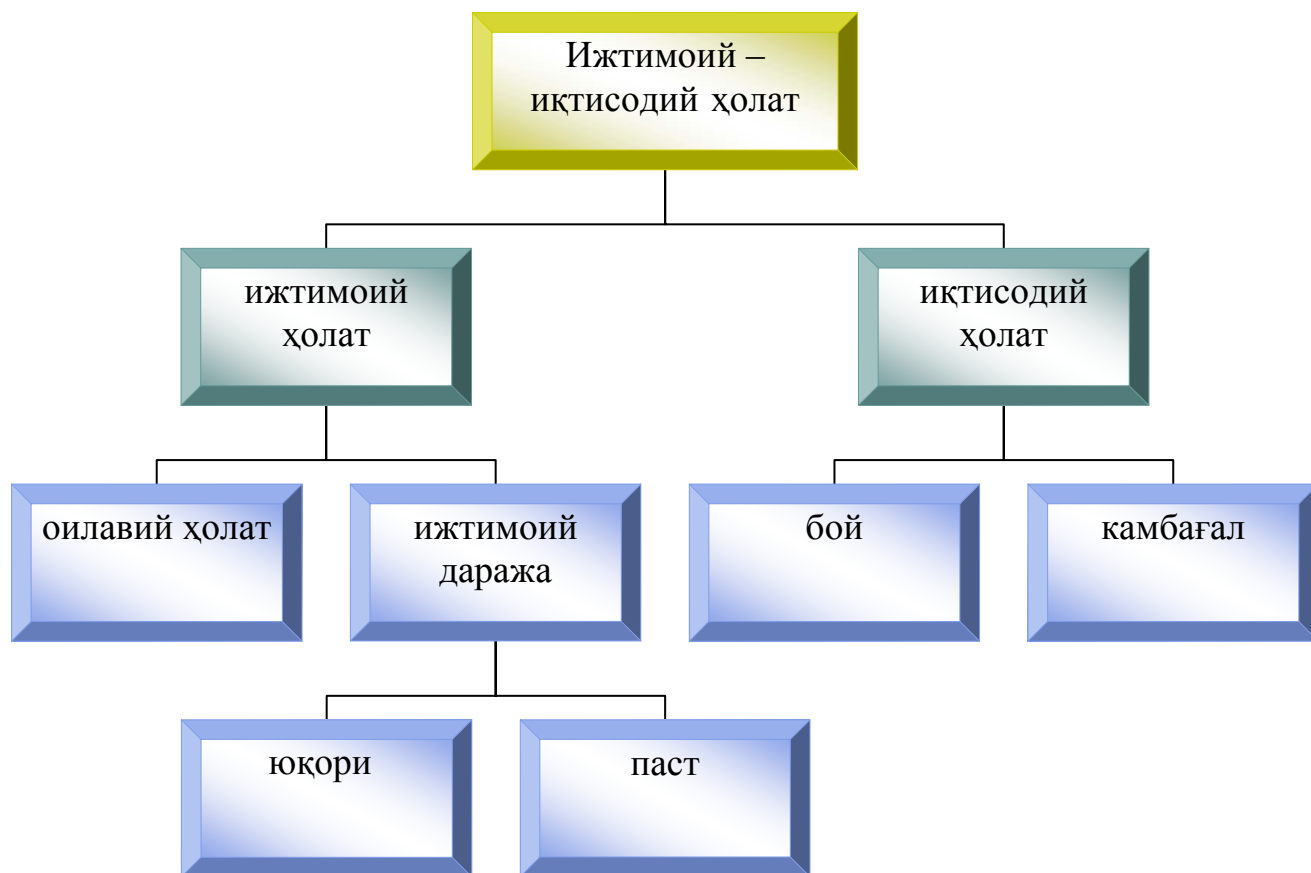 Ижтимоий –
иқтисодий ҳолат
ижтимоий
ҳолат
иқтисодий
ҳолат
оилавий ҳолат
ижтимоий
даража
бой
камбағал
юқори
паст